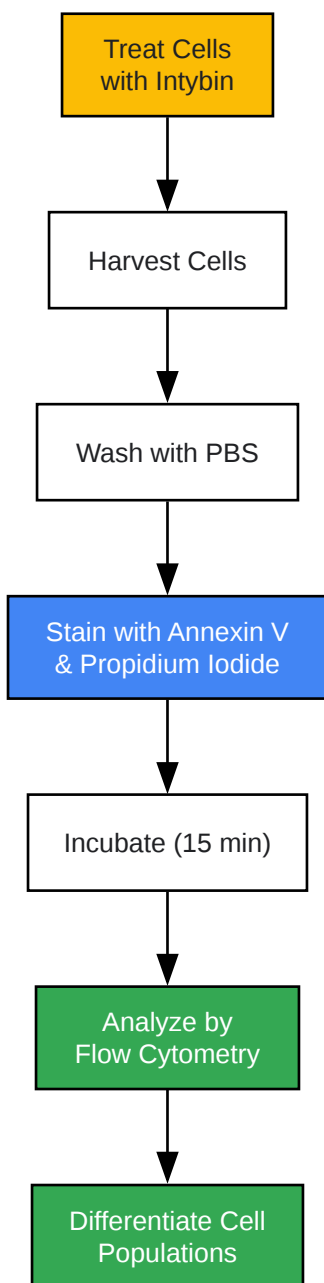 Treat Cells
with Intybin
Harvest Cells
Wash with PBS
Stain with Annexin V
& Propidium Iodide
Incubate (15 min)
Analyze by
Flow Cytometry
Differentiate Cell
Populations